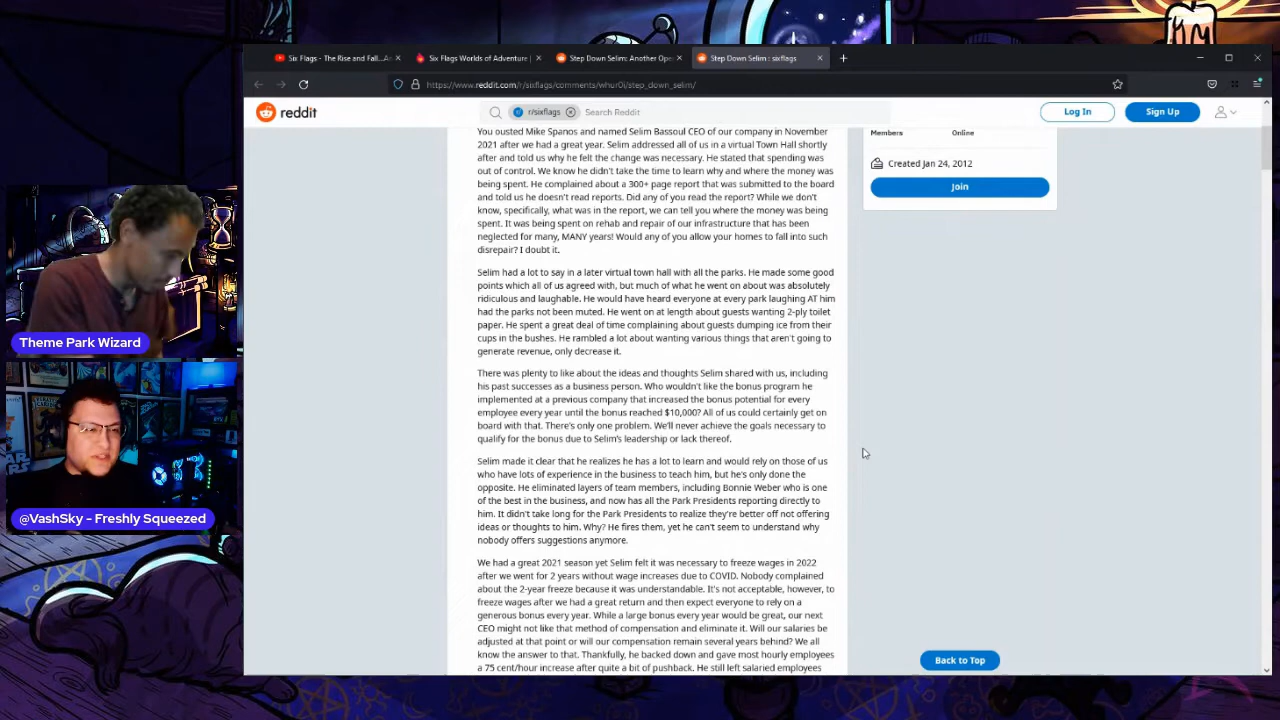 Six Flags - The Rise and Fall...As
Six Flags Worlds of Adventure |
Step Down Selim: Another Ope
Step Down Selim : sixflags
https://www.reddit.com/r/sixflags/comments/whur0i/step_down_selim/
reddit
r/sixflags
Search Reddit
Log In
Sign Up
You ousted Mike Spanos and named Selim Bassoul CEO of our company in November
2021 after we had a great year. Selim addressed all of us in a virtual Town Hall shortly
after and told us why he felt the change was necessary. He stated that spending was
out of control. We know he didn't take the time to learn why and where the money was
being spent. He complained about a 300+ page report that was submitted to the board
and told us he doesn't read reports. Did any of you read the report? While we don't
know, specifically, what was in the report, we can tell you where the money was being
spent. It was being spent on rehab and repair of our infrastructure that has been
neglected for many, MANY years! Would any of you allow your homes to fall into such
disrepair? I doubt it.
Selim had a lot to say in a later virtual town hall with all the parks. He made some good
points which all of us agreed with, but much of what he went on about was absolutely
ridiculous and laughable. He would have heard everyone at every park laughing AT him
had the parks not been muted. He went on at length about guests wanting 2-ply toilet
paper. He spent a great deal of time complaining about guests dumping ice from their
cups in the bushes. He rambled a lot about wanting various things that aren't going to
generate revenue, only decrease it.
There was plenty to like about the ideas and thoughts Selim shared with us, including
his past successes as a business person. Who wouldn't like the bonus program he
implemented at a previous company that increased the bonus potential for every
employee every year until the bonus reached $10,000? All of us could certainly get on
board with that. There's only one problem. We'll never achieve the goals necessary to
qualify for the bonus due to Selim's leadership or lack thereof.
Selim made it clear that he realizes he has a lot to learn and would rely on those of us
who have lots of experience in the business to teach him, but he's only done the
opposite. He eliminated layers of team members, including Bonnie Weber who is one
of the best in the business, and now has all the Park Presidents reporting directly to
him. It didn't take long for the Park Presidents to realize they're better off not offering
ideas or thoughts to him. Why? He fires them, yet he can't seem to understand why
nobody offers suggestions anymore.
We had a great 2021 season yet Selim felt it was necessary to freeze wages in 2022
after we went for 2 years without wage increases due to COVID. Nobody complained
about the 2-year freeze because it was understandable. It's not acceptable, however, to
freeze wages after we had a great return and then expect everyone to rely on a
generous bonus every year. While a large bonus every year would be great, our next
CEO might not like that method of compensation and eliminate it. Will our salaries be
adjusted at that point or will our compensation remain several years behind? We all
know the answer to that. Thankfully, he backed down and gave most hourly employees
a 75 cent/hour increase after quite a bit of pushback. He still left salaried employees
Members
Online
Created Jan 24, 2012
Join
Back to Top
Theme Park Wizard
@VashSky - Freshly Squeezed